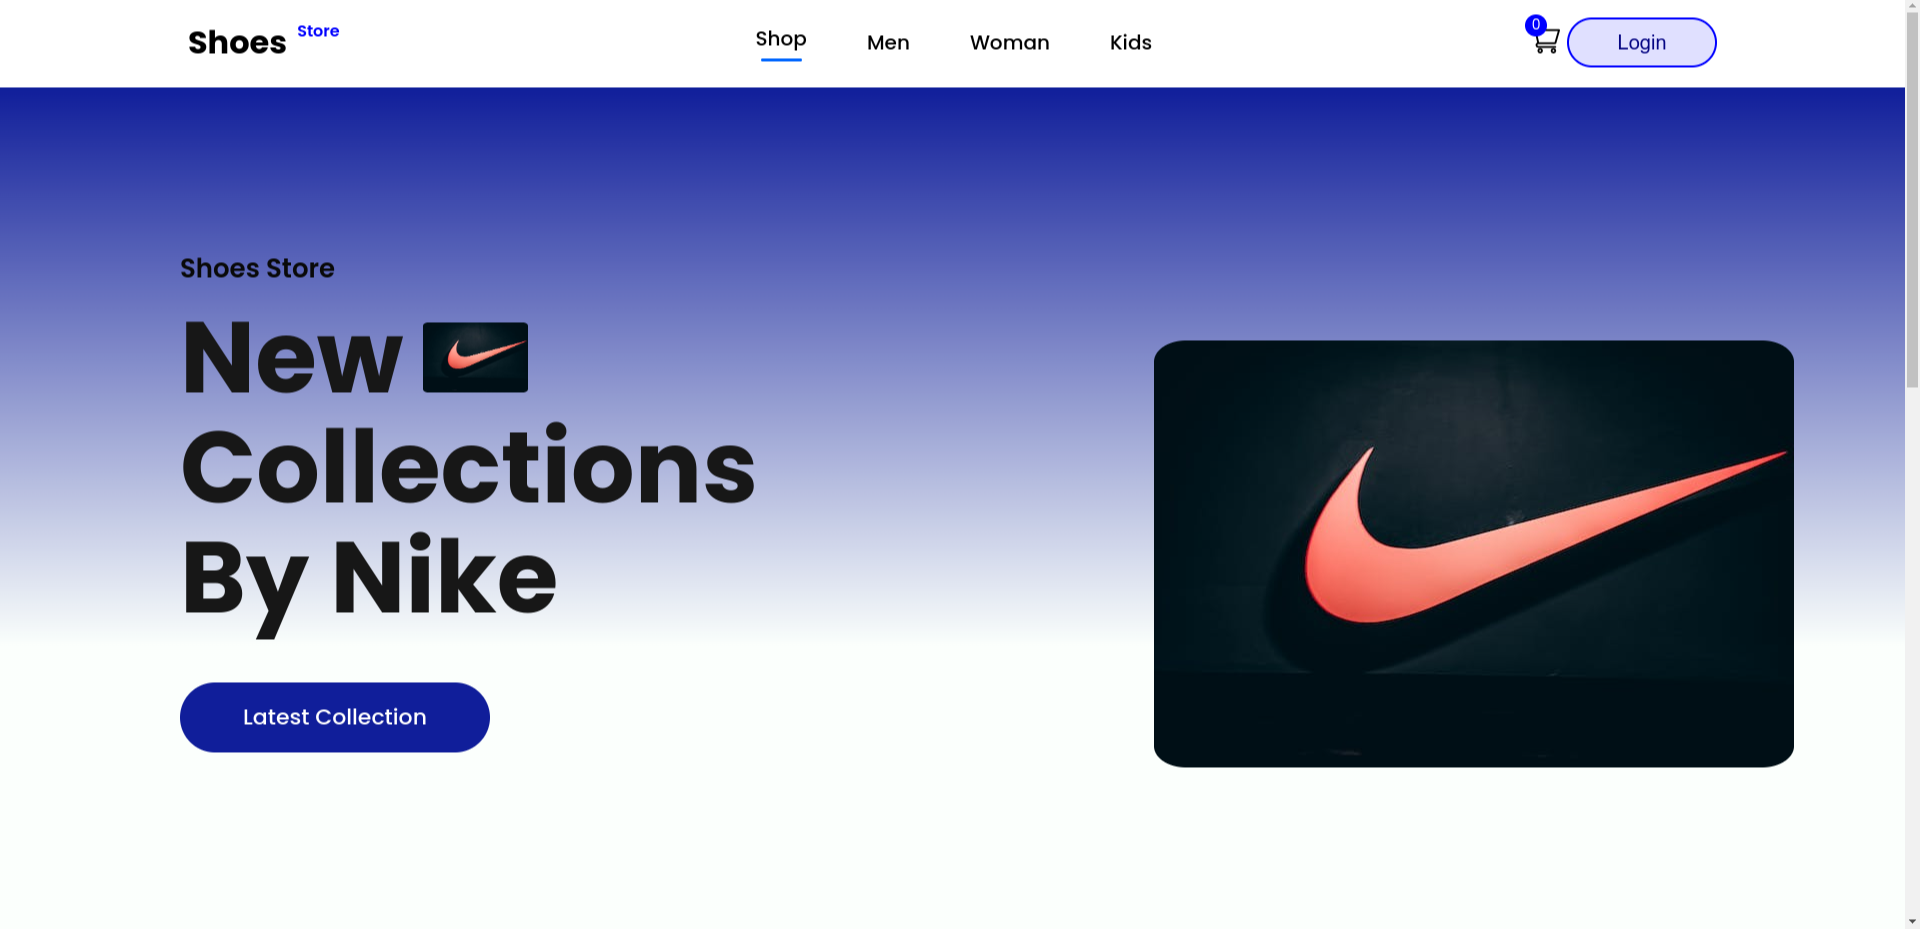 Shoes Store
Shop Men Woman Kids
0
Login
Shoes Store
New
Collections
By Nike
Latest Collection